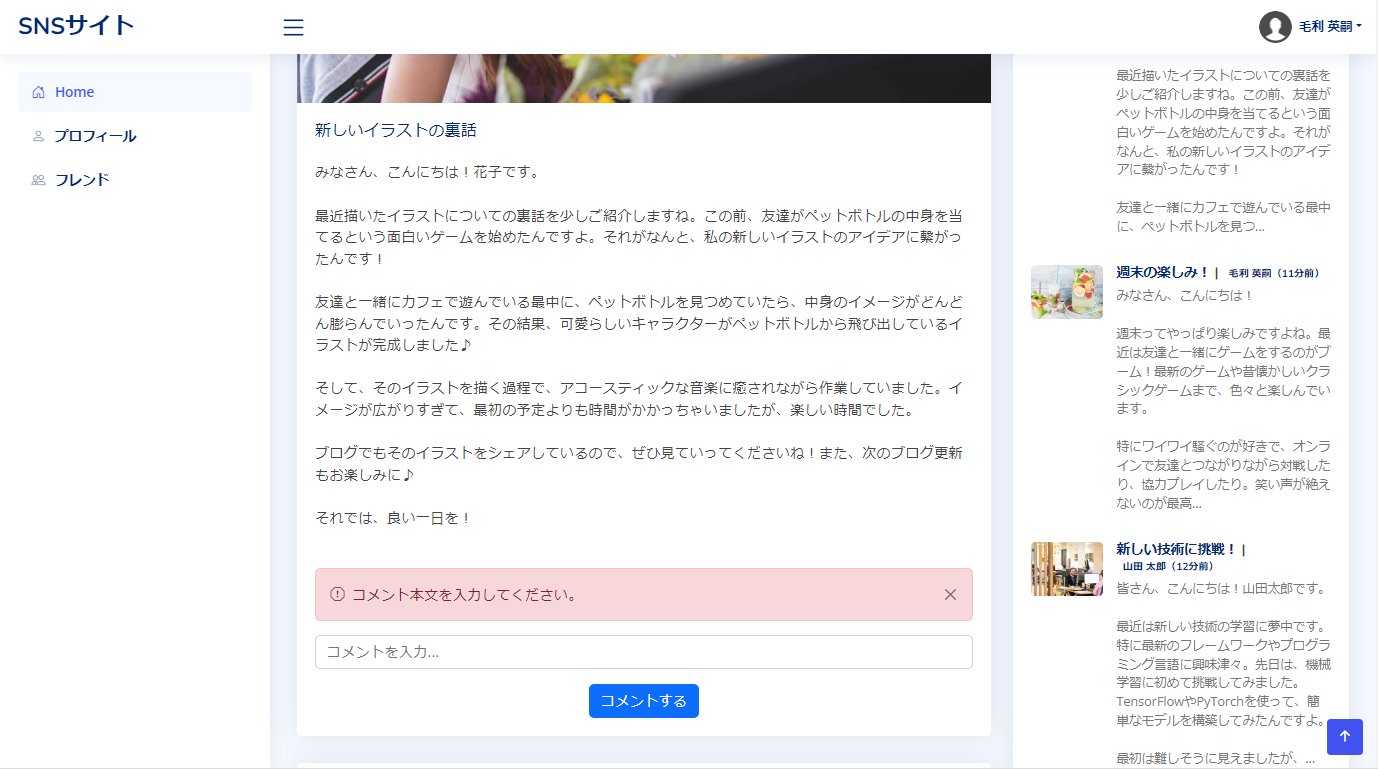 SNSサイト
毛利 英嗣
Home
プロフィール
フレンド
新しいイラストの裏話
みなさん、こんにちは！花子です。
最近描いたイラストについての裏話を少しご紹介しますね。この前、友達がペットボトルの中身を当
てるという面白いゲームを始めたんですよ。それがなんと、私の新しいイラストのアイデアに繋がっ
たんです！
友達と一緒にカフェで遊んでいる最中に、ペットボトルを見つめていたら、中身のイメージがどんど
ん膨らんでいったんです。その結果、可愛らしいキャラクターがペットボトルから飛び出しているイ
ラストが完成しました♪
そして、そのイラストを描く過程で、アコースティックな音楽に癒されながら作業していました。イ
メージが広がりすぎて、最初の予定よりも時間がかかっちゃいましたが、楽しい時間でした。
ブログでもそのイラストをシェアしているので、ぜひ見ていってくださいね！また、次のブログ更新
もお楽しみに♪
それでは、良い一日を！
コメント本文を入力してください。
コメントを入力...
コメントする
最近描いたイラストについての裏話を
少しご紹介しますね。この前、友達が
ペットボトルの中身を当てるという面
白いゲームを始めたんですよ。それが
なんと、私の新しいイラストのアイデ
アに繋がったんです！
友達と一緒にカフェで遊んでいる最中
に、ペットボトルを見つ...
週末の楽しみ！ | 毛利 英嗣（11分前）
みなさん、こんにちは！
週末ってやっぱり楽しみですよね。最
近は友達と一緒にゲームをするのがブ
ーム！最新のゲームや昔懐かしいクラ
シックゲームまで、色々と楽しんでい
ます。
特にワイワイ騒ぐのが好きで、オンラ
インで友達とつながりながら対戦した
り、協力プレイしたり。笑い声が絶え
ないのが最高...
新しい技術に挑戦！ |
山田 太郎（12分前）
皆さん、こんにちは！山田太郎です。
最近は新しい技術の学習に夢中です。
特に最新のフレームワークやプログラ
ミング言語に興味津々。先日は、機械
学習に初めて挑戦してみました。
TensorFlowやPyTorchを使って、簡
単なモデルを構築してみたんですよ。
最初は難しそうに見えましたが、...